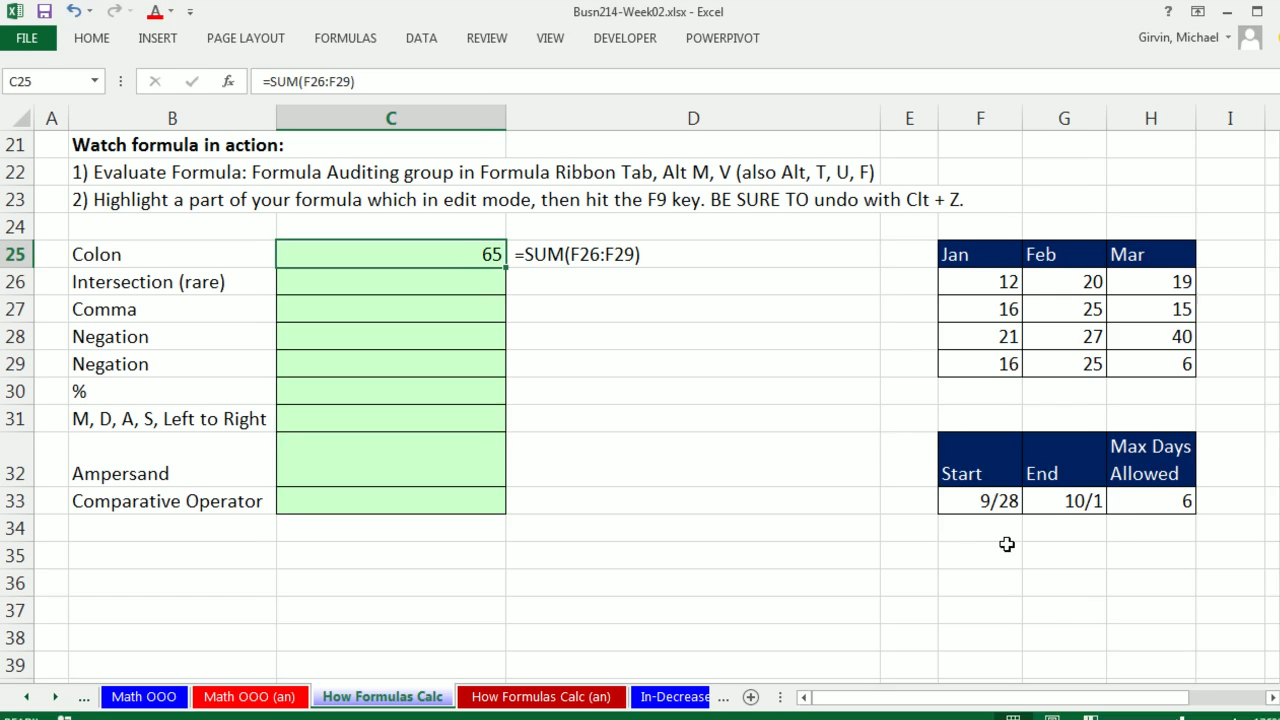 Busn214-Week02.xlsx - Excel
FILE HOME INSERT PAGE LAYOUT FORMULAS DATA REVIEW VIEW DEVELOPER POWERPIVOT Girvin, Michael
C25 =SUM(F26:F29)
A B C D E F G H I
21 Watch formula in action:
22 1) Evaluate Formula: Formula Auditing group in Formula Ribbon Tab, Alt M, V (also Alt, T, U, F)
23 2) Highlight a part of your formula which in edit mode, then hit the F9 key. BE SURE TO undo with Clt + Z.
24
25 Colon 65 =SUM(F26:F29) Jan Feb Mar
26 Intersection (rare) 12 20 19
27 Comma 16 25 15
28 Negation 21 27 40
29 Negation 16 25 6
30 %
31 M, D, A, S, Left to Right
Max Days
32 Ampersand Start End Allowed
33 Comparative Operator 9/28 10/1 6
34
35
36
37
38
39
... Math OOO Math OOO (an) How Formulas Calc How Formulas Calc (an) In-Decrease ...